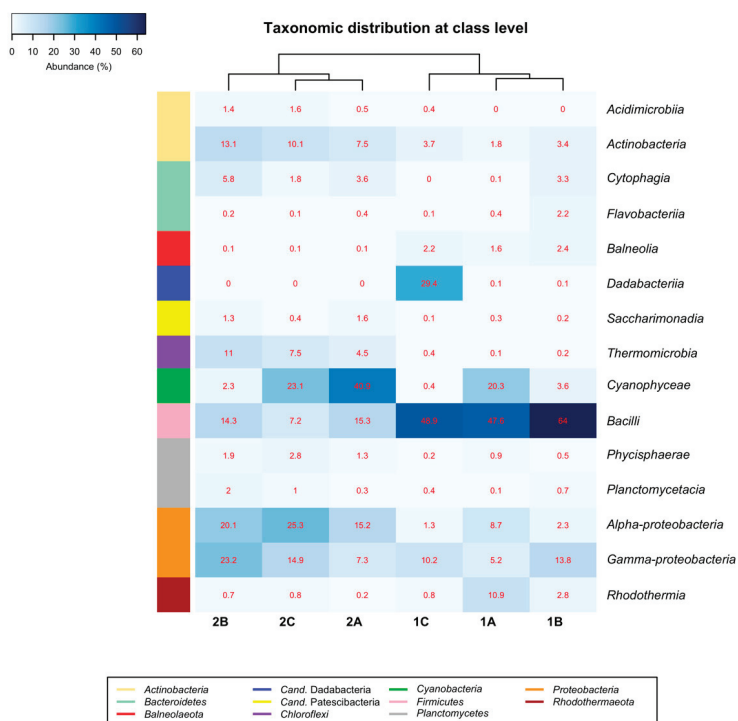 Taxonomic distribution at class level
0 10 20 30 40 50 60
Abundance (%)
1.4 1.6 0.5 0.4 0 0 Acidimicrobiia
13.1 10.1 7.5 3.7 1.8 3.4 Actinobacteria
5.8 1.8 3.6 0 0.1 3.3 Cytophagia
0.2 0.1 0.4 0.1 0.4 2.2 Flavobacteriia
0.1 0.1 0.1 2.2 1.6 2.4 Balneolia
0 0 0 29.4 0.1 0.1 Dadabacteriia
1.3 0.4 1.6 0.1 0.3 0.2 Saccharimonadia
11 7.5 4.5 0.4 0.1 0.2 Thermomicrobia
2.3 23.1 0.4 20.3 3.6 Cyanophyceae
14.3 7.2 15.3 64 Bacilli
1.9 2.8 1.3 0.2 0.9 0.5 Phycisphaerae
2 1 0.3 0.4 0.1 0.7 Planctomycetacia
20.1 25.3 15.2 1.3 8.7 2.3 Alpha-proteobacteria
23.2 14.9 7.3 10.2 5.2 13.8 Gamma-proteobacteria
0.7 0.8 0.2 0.8 10.9 2.8 Rhodothermia
2B 2C 2A 1C 1A 1B
Actinobacteria Cand. Dadabacteria Cyanobacteria Proteobacteria
Bacteroidetes Cand. Patescibacteria Firmicutes Rhodothermaeota
Balneolaeota Chloroflexi Planctomycetes